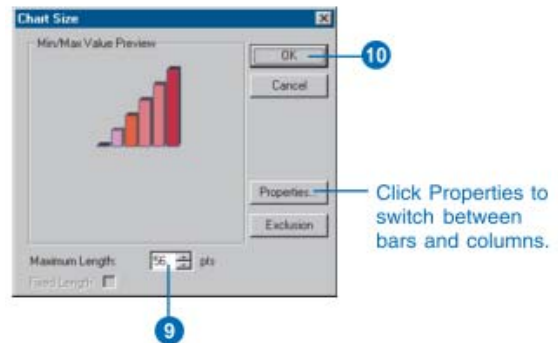 Chart Size
Min/Max Value Preview
OK
10
Cancel
Properties...
Click Properties to
switch between
bars and columns.
Exclusion
Maximum Length: 56 pts
Fixed Length
9